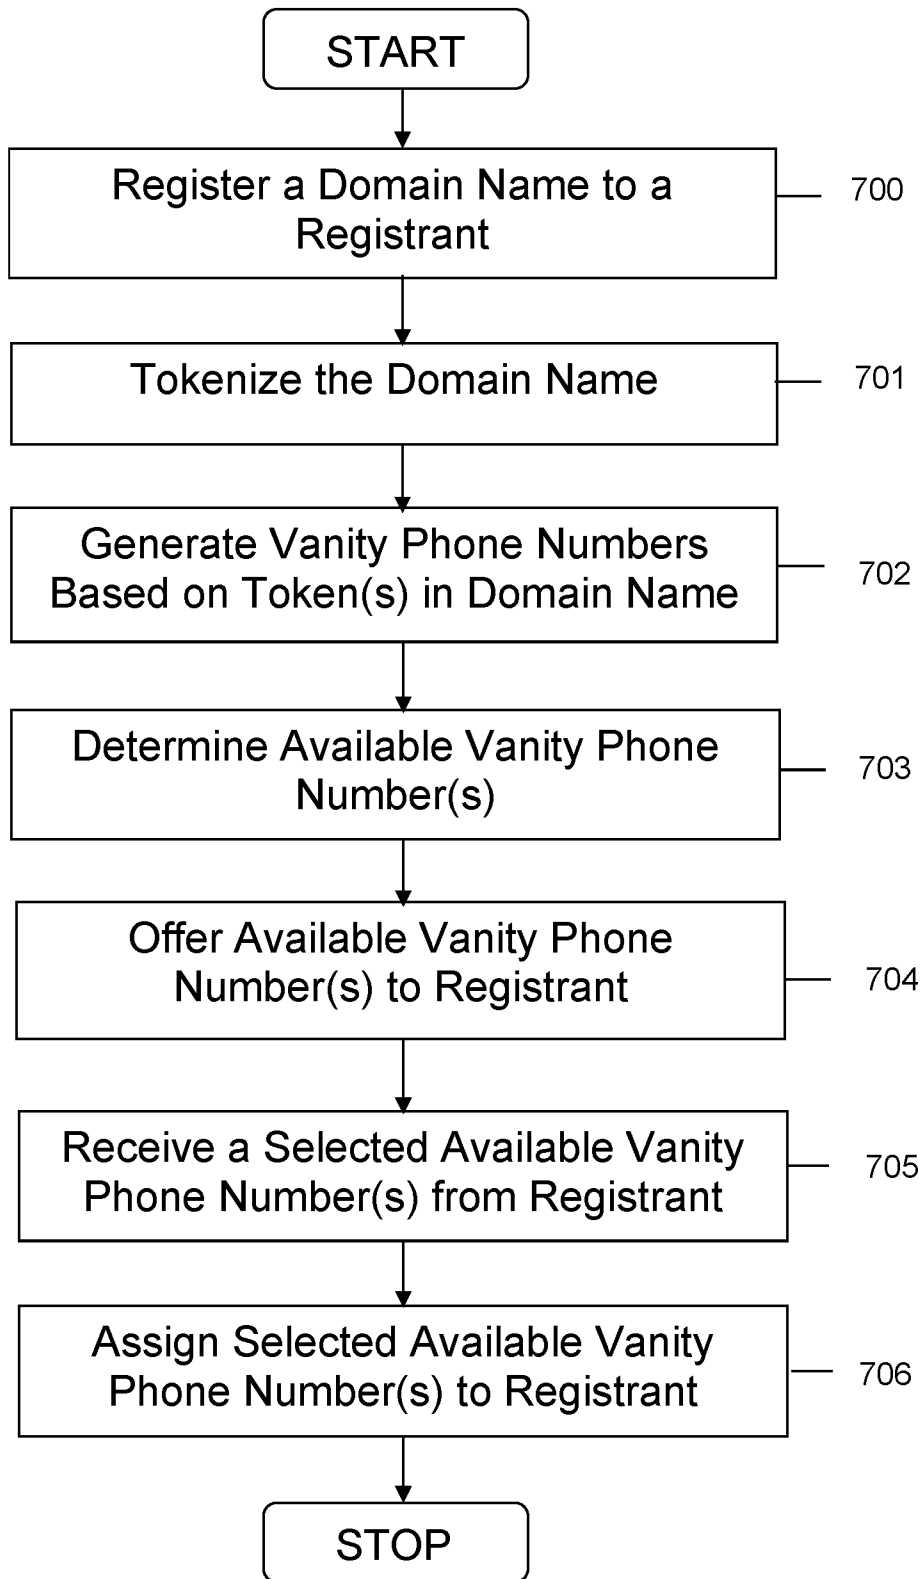 START
Register a Domain Name to a
Registrant
700
Tokenize the Domain Name
701
Generate Vanity Phone Numbers
Based on Token(s) in Domain Name
702
Determine Available Vanity Phone
Number(s)
703
Offer Available Vanity Phone
Number(s) to Registrant
704
Receive a Selected Available Vanity
Phone Number(s) from Registrant
705
Assign Selected Available Vanity
Phone Number(s) to Registrant
706
STOP